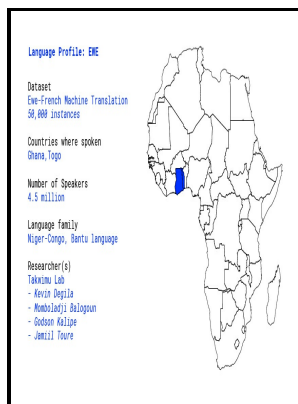 Language Profile: EWE
Dataset
Ewe-French Machine Translation
50,000 instances
Countries where spoken
Ghana,Togo
Number of Speakers
4.5 million
Language family
Niger-Congo, Bantu language
Researcher(s)
Takwimu Lab
- Kevin Degila
- Momboladji Balogoun
- Godson Kalipe
- Jamiil Toure